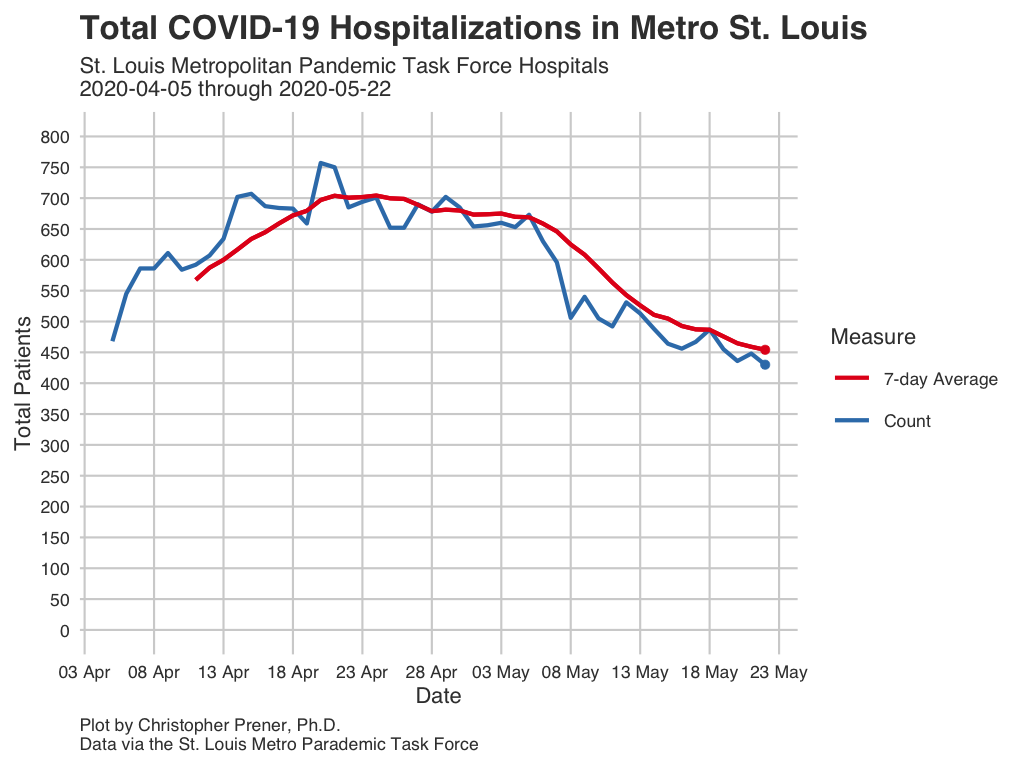 Total COVID-19 Hospitalizations in Metro St. Louis
St. Louis Metropolitan Pandemic Task Force Hospitals
2020-04-05 through 2020-05-22
800
750
700
650
600
550
500
450
400
350
300
250
200
150
100
50
0
Total Patients
03 Apr 08 Apr 13 Apr 18 Apr 23 Apr 28 Apr 03 May 08 May 13 May 18 May 23 May
Date
Measure
7-day Average
Count
Plot by Christopher Prener, Ph.D.
Data via the St. Louis Metro Parademic Task Force